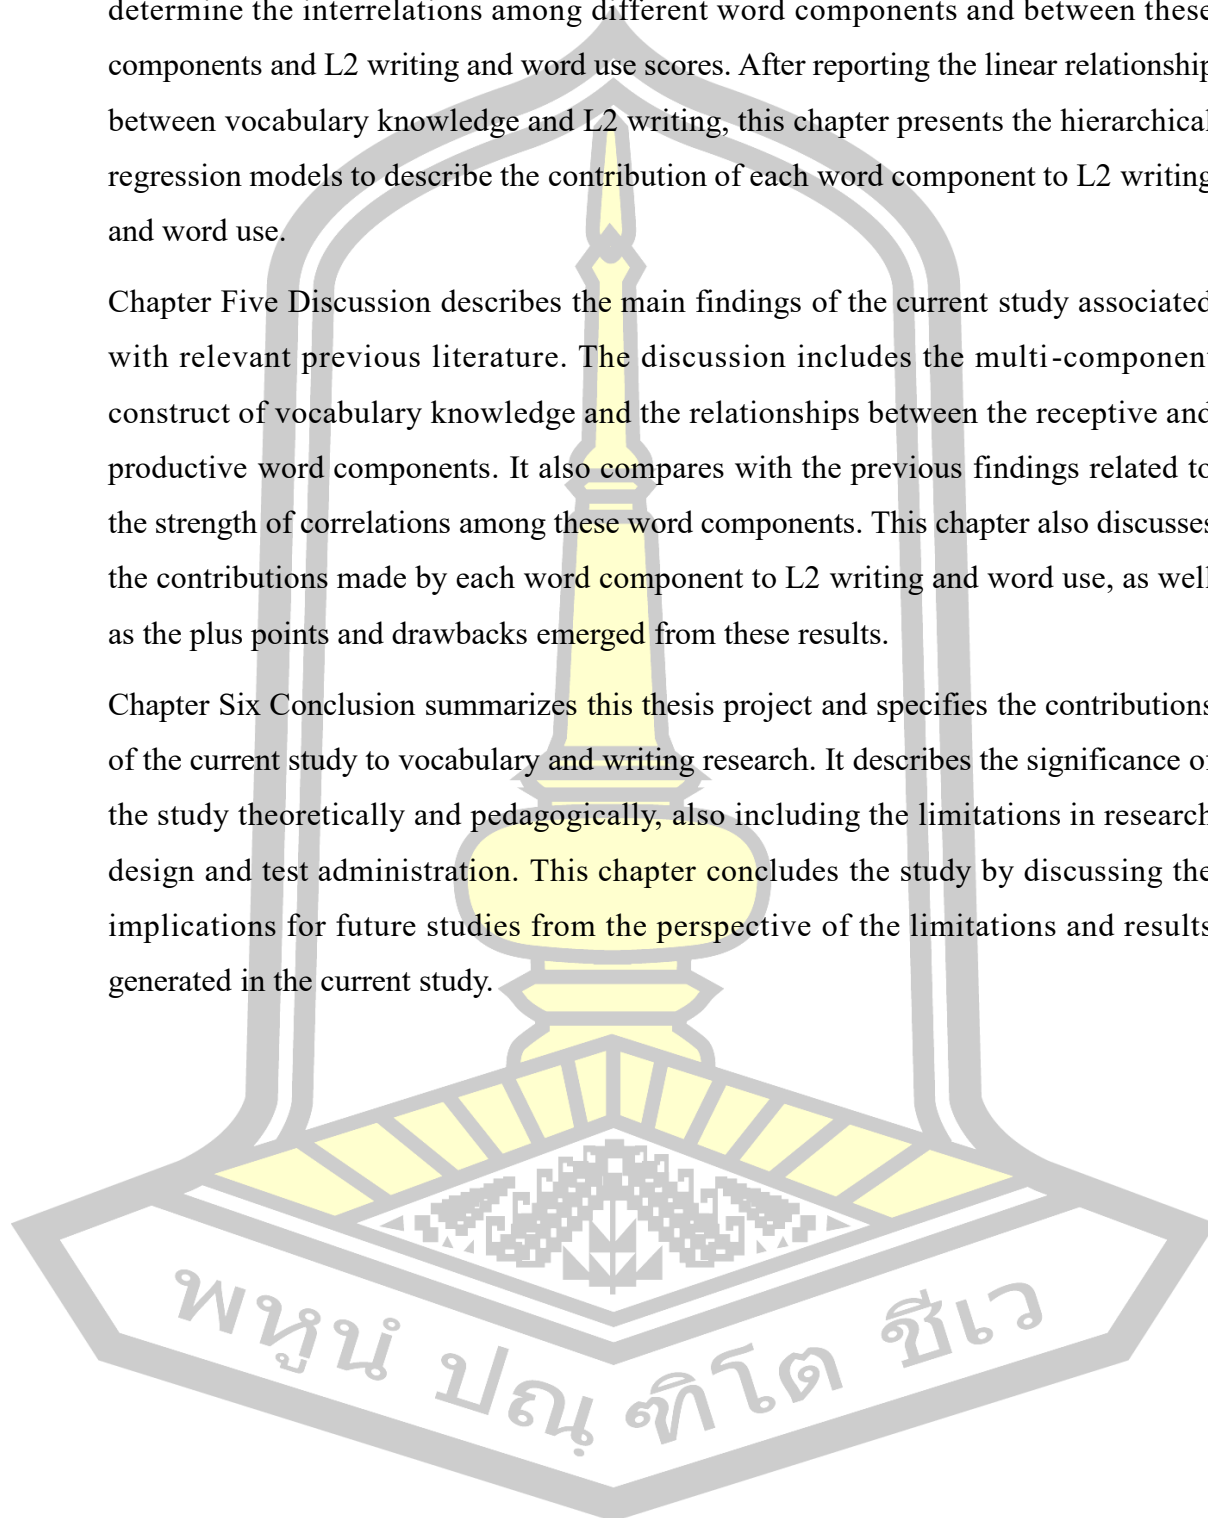 determine the interrelations among different word components and between these
components and L2 writing and word use scores. After reporting the linear relationship
between vocabulary knowledge and L2 writing, this chapter presents the hierarchical
regression models to describe the contribution of each word component to L2 writing
and word use.
Chapter Five Discussion describes the main findings of the current study associated
with relevant previous literature. The discussion includes the multi-component
construct of vocabulary knowledge and the relationships between the receptive and
productive word components. It also compares with the previous findings related to
the strength of correlations among these word components. This chapter also discusses
the contributions made by each word component to L2 writing and word use, as well
as the plus points and drawbacks emerged from these results.
Chapter Six Conclusion summarizes this thesis project and specifies the contributions
of the current study to vocabulary and writing research. It describes the significance of
the study theoretically and pedagogically, also including the limitations in research
design and test administration. This chapter concludes the study by discussing the
implications for future studies from the perspective of the limitations and results
generated in the current study.
พหูนํ ปณฺฑิโต ชีเว